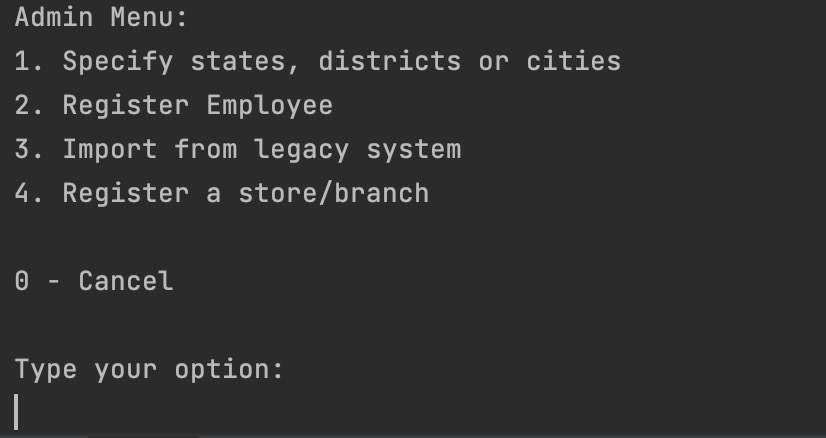 Admin Menu:
1. Specify states, districts or cities
2. Register Employee
3. Import from legacy system
4. Register a store/branch
0 - Cancel
Type your option: